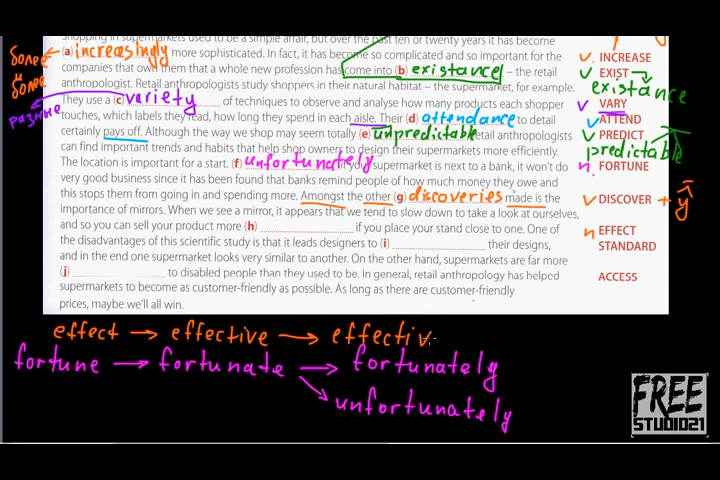 Shopping in supermarkets used to be a simple affair, but over the past ten or twenty years it has become
(a) increasingly more sophisticated. In fact, it has become so complicated and so important for the
companies that own them that a whole new profession has come into (b) existance – the retail
anthropologist. Retail anthropologists study shoppers in their natural habitat – the supermarket, for example.
They use a (c) variety of techniques to observe and analyse how many products each shopper
touches, which labels they read, how long they spend in each aisle. Their (d) attendance to detail
certainly pays off. Although the way we shop may seem totally (e) unpredictable retail anthropologists
can find important trends and habits that help shop owners to design their supermarkets more efficiently.
The location is important for a start. (f) unfortunately if your supermarket is next to a bank, it won't do
very good business since it has been found that banks remind people of how much money they owe and
this stops them from going in and spending more. Amongst the other (g) discoveries made is the
importance of mirrors. When we see a mirror, it appears that we tend to slow down to take a look at ourselves,
and so you can sell your product more (h) if you place your stand close to one. One of
the disadvantages of this scientific study is that it leads designers to (i) their designs,
and in the end one supermarket looks very similar to another. On the other hand, supermarkets are far more
(j) to disabled people than they used to be. In general, retail anthropology has helped
supermarkets to become as customer-friendly as possible. As long as there are customer-friendly
prices, maybe we'll all win.
более
и
более
разные
INCREASE
EXIST
existance
VARY
ATTEND
PREDICT
predictable
n. FORTUNE
DISCOVER + y
n EFFECT
STANDARD
ACCESS
effect → effective → effectiv
fortune → fortunate → fortunately
unfortunately
FREE
STUDIO21